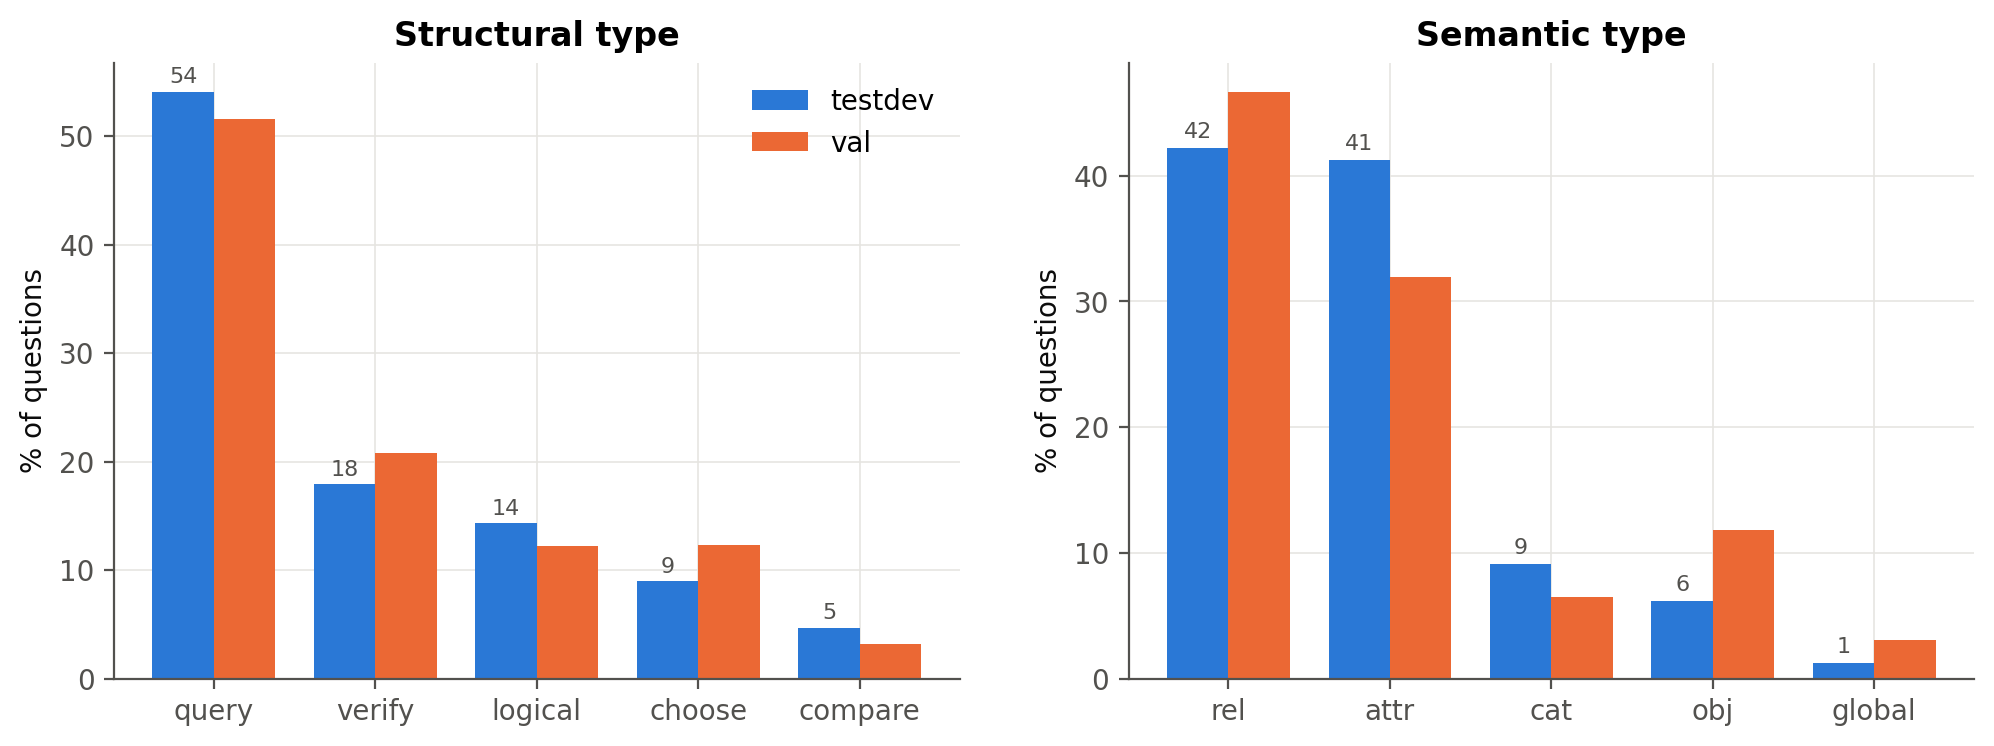 Structural type
54
18
14
9
5
testdev
val
% of questions
50
40
30
20
10
0
query verify logical choose compare
Semantic type
42
41
9
6
1
% of questions
40
30
20
10
0
rel attr cat obj global